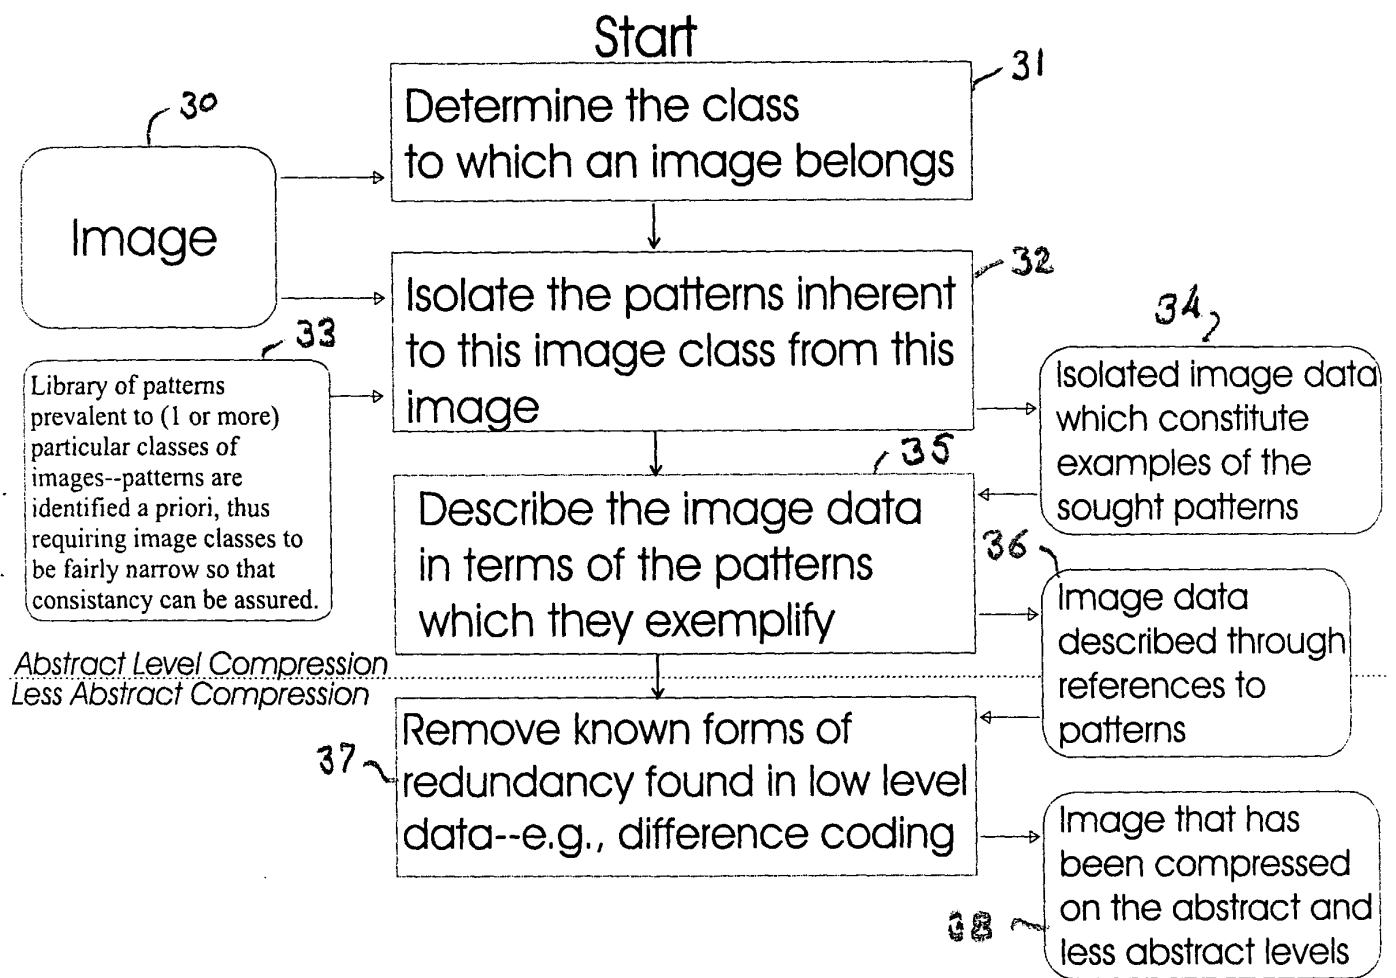 Start
31
Determine the class
to which an image belongs
30
Image
32
Isolate the patterns inherent
to this image class from this
image
33
Library of patterns
prevalent to (1 or more)
particular classes of
images--patterns are
identified a priori, thus
requiring image classes to
be fairly narrow so that
consistancy can be assured.
34
Isolated image data
which constitute
examples of the
sought patterns
35
Describe the image data
in terms of the patterns
which they exemplify
36
Image data
described through
references to
patterns
Abstract Level Compression
Less Abstract Compression
37
Remove known forms of
redundancy found in low level
data--e.g., difference coding
38
Image that has
been compressed
on the abstract and
less abstract levels